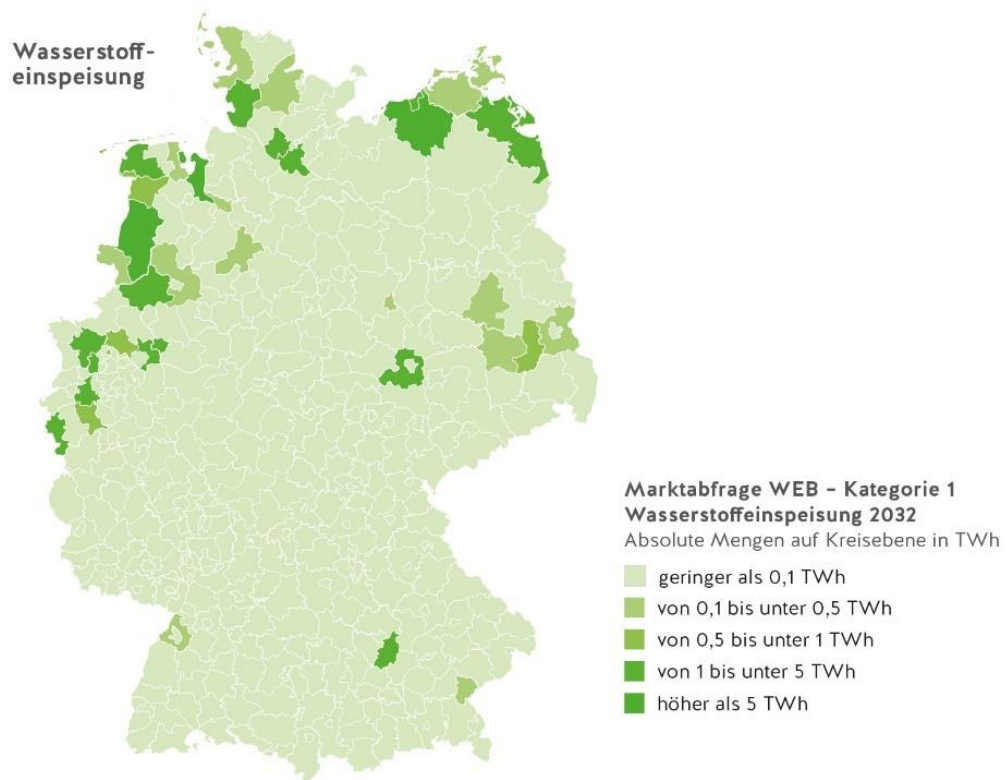 Wasserstoff-
einspeisung
Marktabfrage WEB – Kategorie 1
Wasserstoffeinspeisung 2032
Absolute Mengen auf Kreisebene in TWh
geringer als 0,1 TWh
von 0,1 bis unter 0,5 TWh
von 0,5 bis unter 1 TWh
von 1 bis unter 5 TWh
höher als 5 TWh